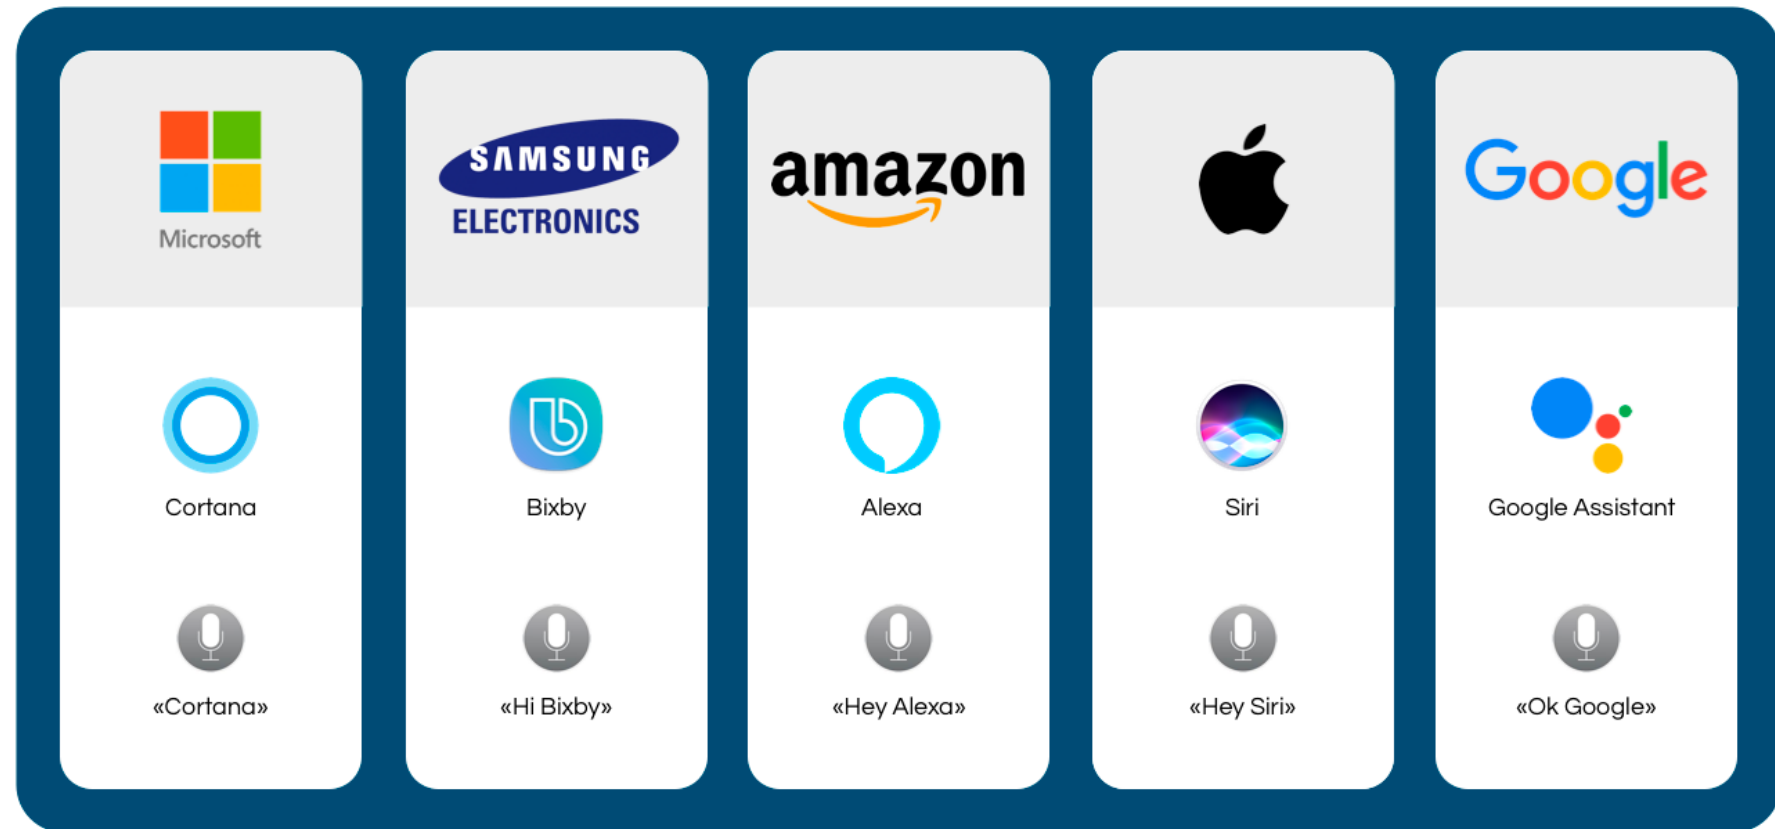 Microsoft
SAMSUNG
ELECTRONICS
amazon
Google
Cortana
Bixby
Alexa
Siri
Google Assistant
«Cortana»
«Hi Bixby»
«Hey Alexa»
«Hey Siri»
«Ok Google»